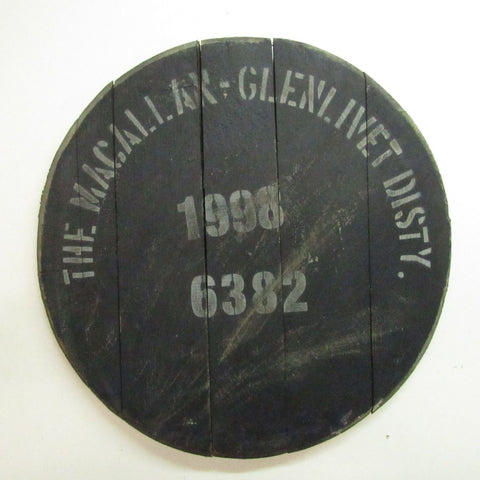 THE MACALLAN-GLENLIVET DISTY.
1998
6382